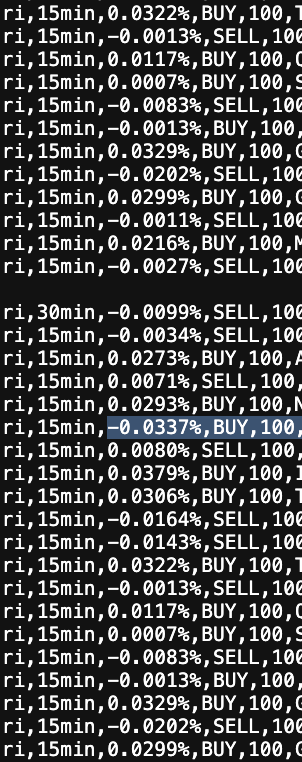 ri,15min,0.0322%,BUY,100,T
ri,15min,-0.0013%,SELL,100
ri,15min,0.0117%,BUY,100,
ri,15min,0.0007%,BUY,100,S
ri,15min,-0.0083%,SELL,100
ri,15min,-0.0013%,BUY,100,
ri,15min,0.0329%,BUY,100,G
ri,15min,-0.0202%,SELL,100
ri,15min,0.0299%,BUY,100,G
ri,15min,-0.0011%,SELL,100
ri,15min,0.0216%,BUY,100,M
ri,15min,-0.0027%,SELL,100
ri,30min,-0.0099%,SELL,100
ri,15min,-0.0034%,SELL,100
ri,15min,0.0273%,BUY,100,A
ri,15min,0.0071%,SELL,100,
ri,15min,0.0293%,BUY,100,N
ri,15min,-0.0337%,BUY,100,
ri,15min,0.0080%,SELL,100,
ri,15min,0.0379%,BUY,100,
ri,15min,0.0306%,BUY,100,T
ri,15min,-0.0164%,SELL,100
ri,15min,-0.0143%,SELL,100
ri,15min,0.0322%,BUY,100,T
ri,15min,-0.0013%,SELL,100
ri,15min,0.0117%,BUY,100,
ri,15min,0.0007%,BUY,100,S
ri,15min,-0.0083%,SELL,100
ri,15min,-0.0013%,BUY,100,
ri,15min,0.0329%,BUY,100,G
ri,15min,-0.0202%,SELL,100
ri,15min,0.0299%,BUY,100,